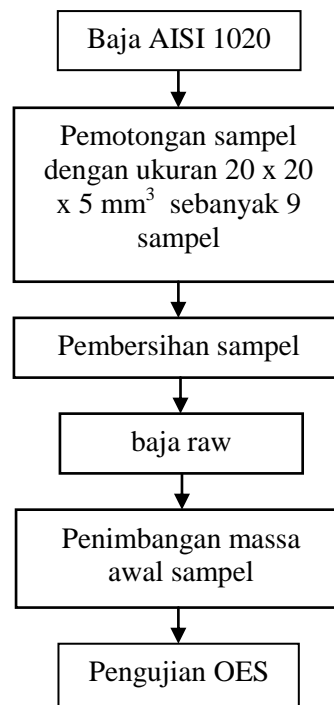 Baja AISI 1020
Pemotongan sampel
dengan ukuran 20 x 20
x 5 mm³ sebanyak 9
sampel
Pembersihan sampel
baja raw
Penimbangan massa
awal sampel
Pengujian OES